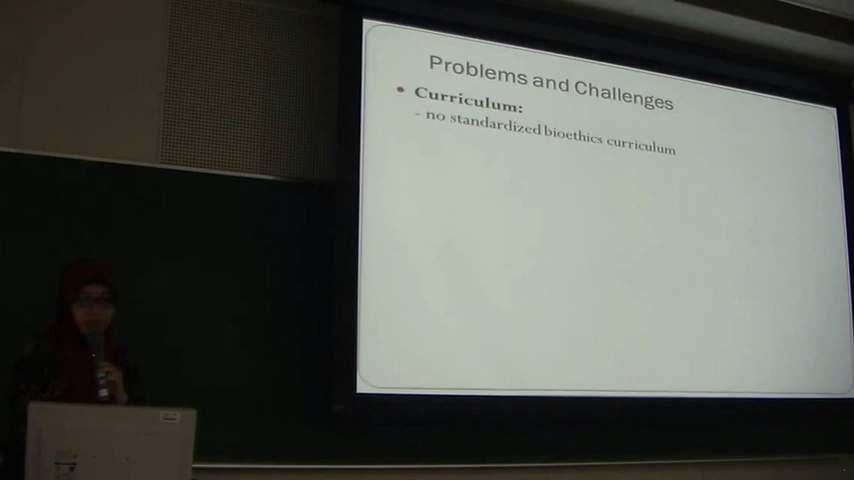 Problems and Challenges
• Curriculum:
- no standardized bioethics curriculum